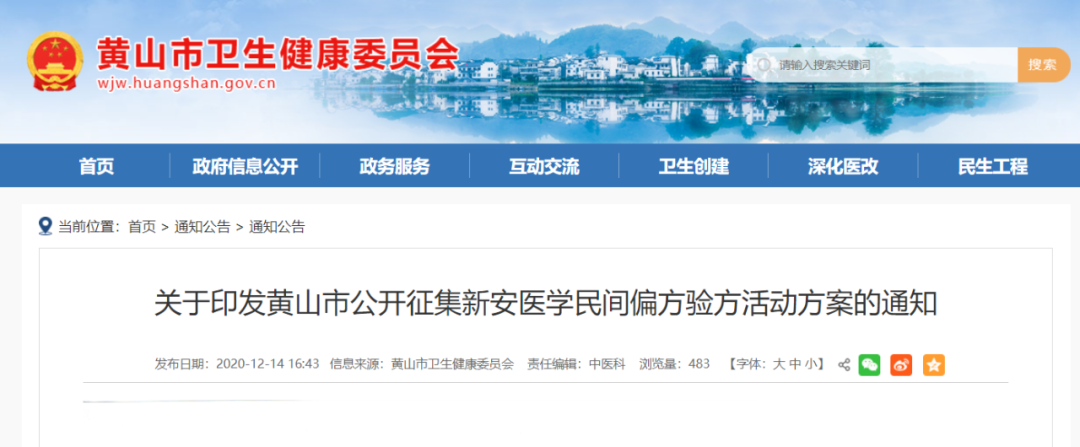 黄山市卫生健康委员会
wjw.huangshan.gov.cn
请输入搜索关键词 搜索
首页 政府信息公开 政务服务 互动交流 卫生创建 深化医改 民生工程
当前位置：首页 > 通知公告 > 通知公告
关于印发黄山市公开征集新安医学民间偏方验方活动方案的通知
发布日期：2020-12-14 16:43 信息来源：黄山市卫生健康委员会 责任编辑：中医科 浏览量：483 【字体：大 中 小】